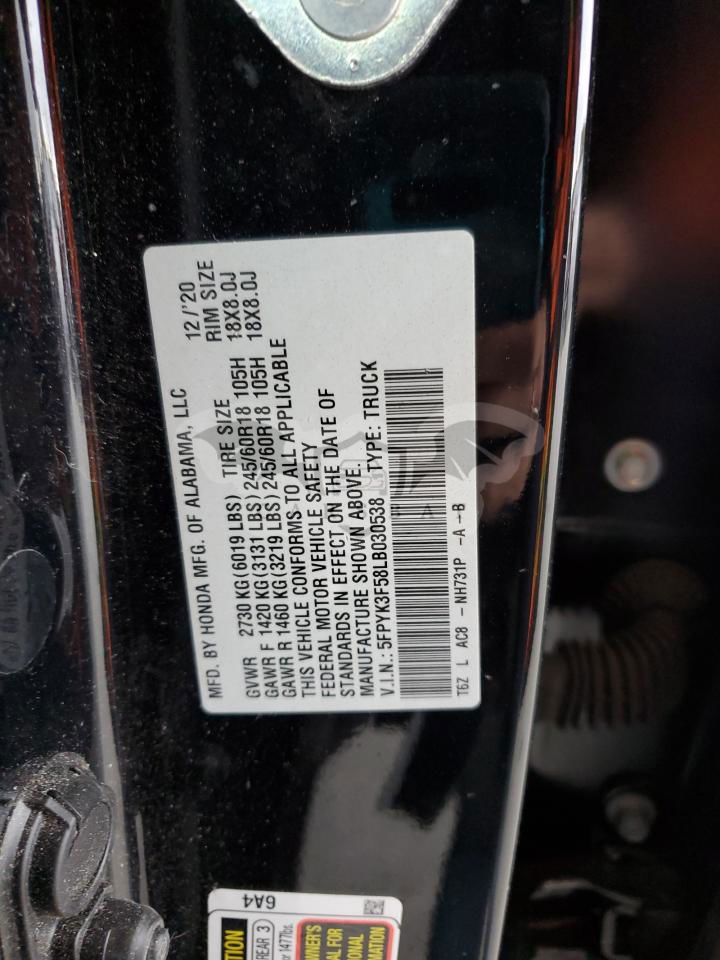 MFD. BY HONDA MFG. OF ALABAMA, LLC 12/'20
GVWR 2730 KG (6019 LBS) TIRE SIZE RIM SIZE
GAWR F 1420 KG (3131 LBS) 245/60R18 105H 18X8.0J
GAWR R 1460 KG (3219 LBS) 245/60R18 105H 18X8.0J
THIS VEHICLE CONFORMS TO ALL APPLICABLE
FEDERAL MOTOR VEHICLE SAFETY
STANDARDS IN EFFECT ON THE DATE OF
MANUFACTURE SHOWN ABOVE.
V.I.N.: 5FPYK3F58LB030538 TYPE: TRUCK
T6Z L AC8 - NH731P -A--B
6A4
REAR 3